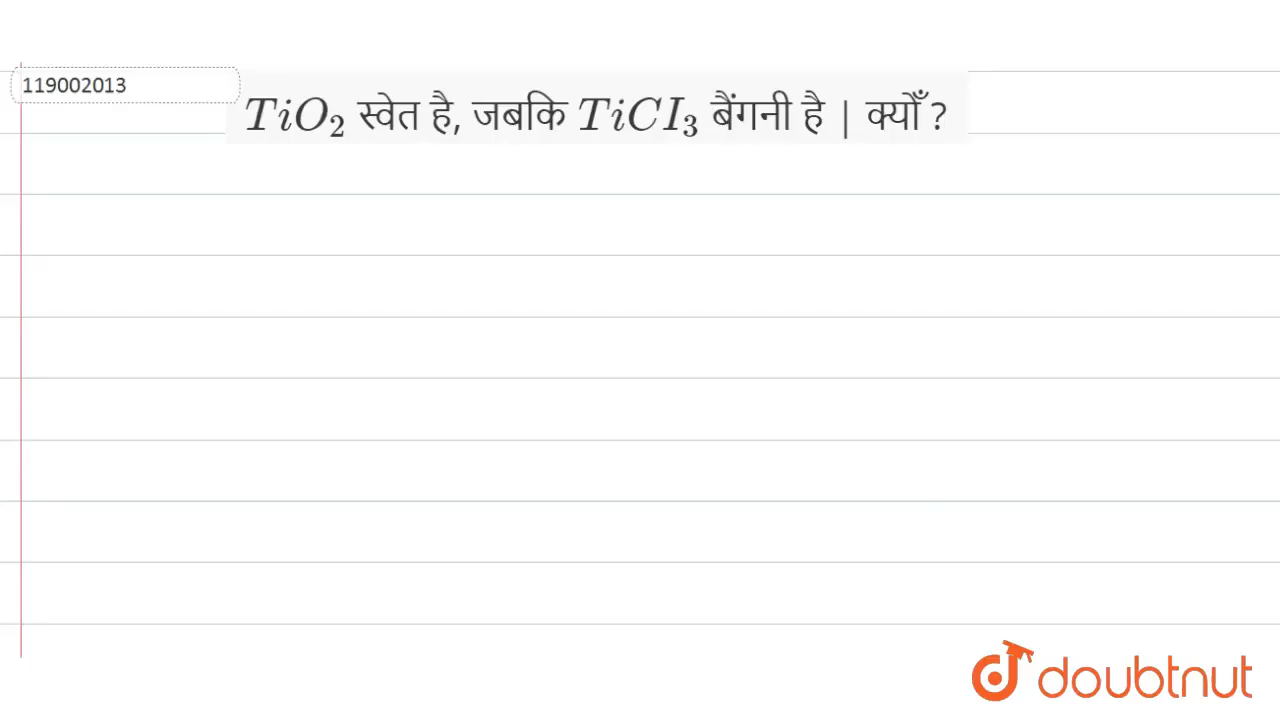 119002013
TiO₂ स्वेत है, जबकि TiCI₃ बैंगनी है | क्योँ ?
doubtnut